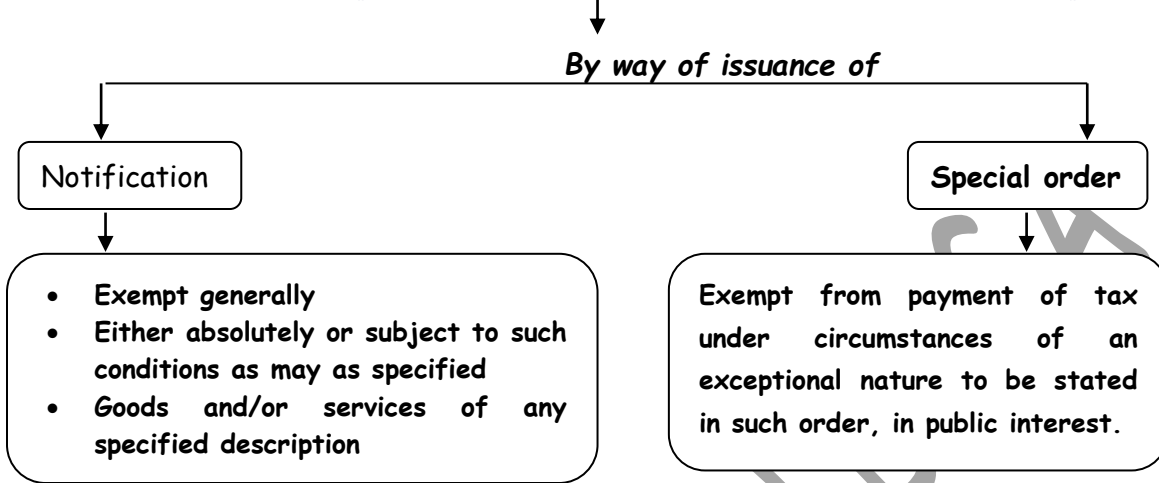 By way of issuance of
Notification
Special order
• Exempt generally
• Either absolutely or subject to such
conditions as may as specified
• Goods and/or services of any
specified description
Exempt from payment of tax
under circumstances of an
exceptional nature to be stated
in such order, in public interest.